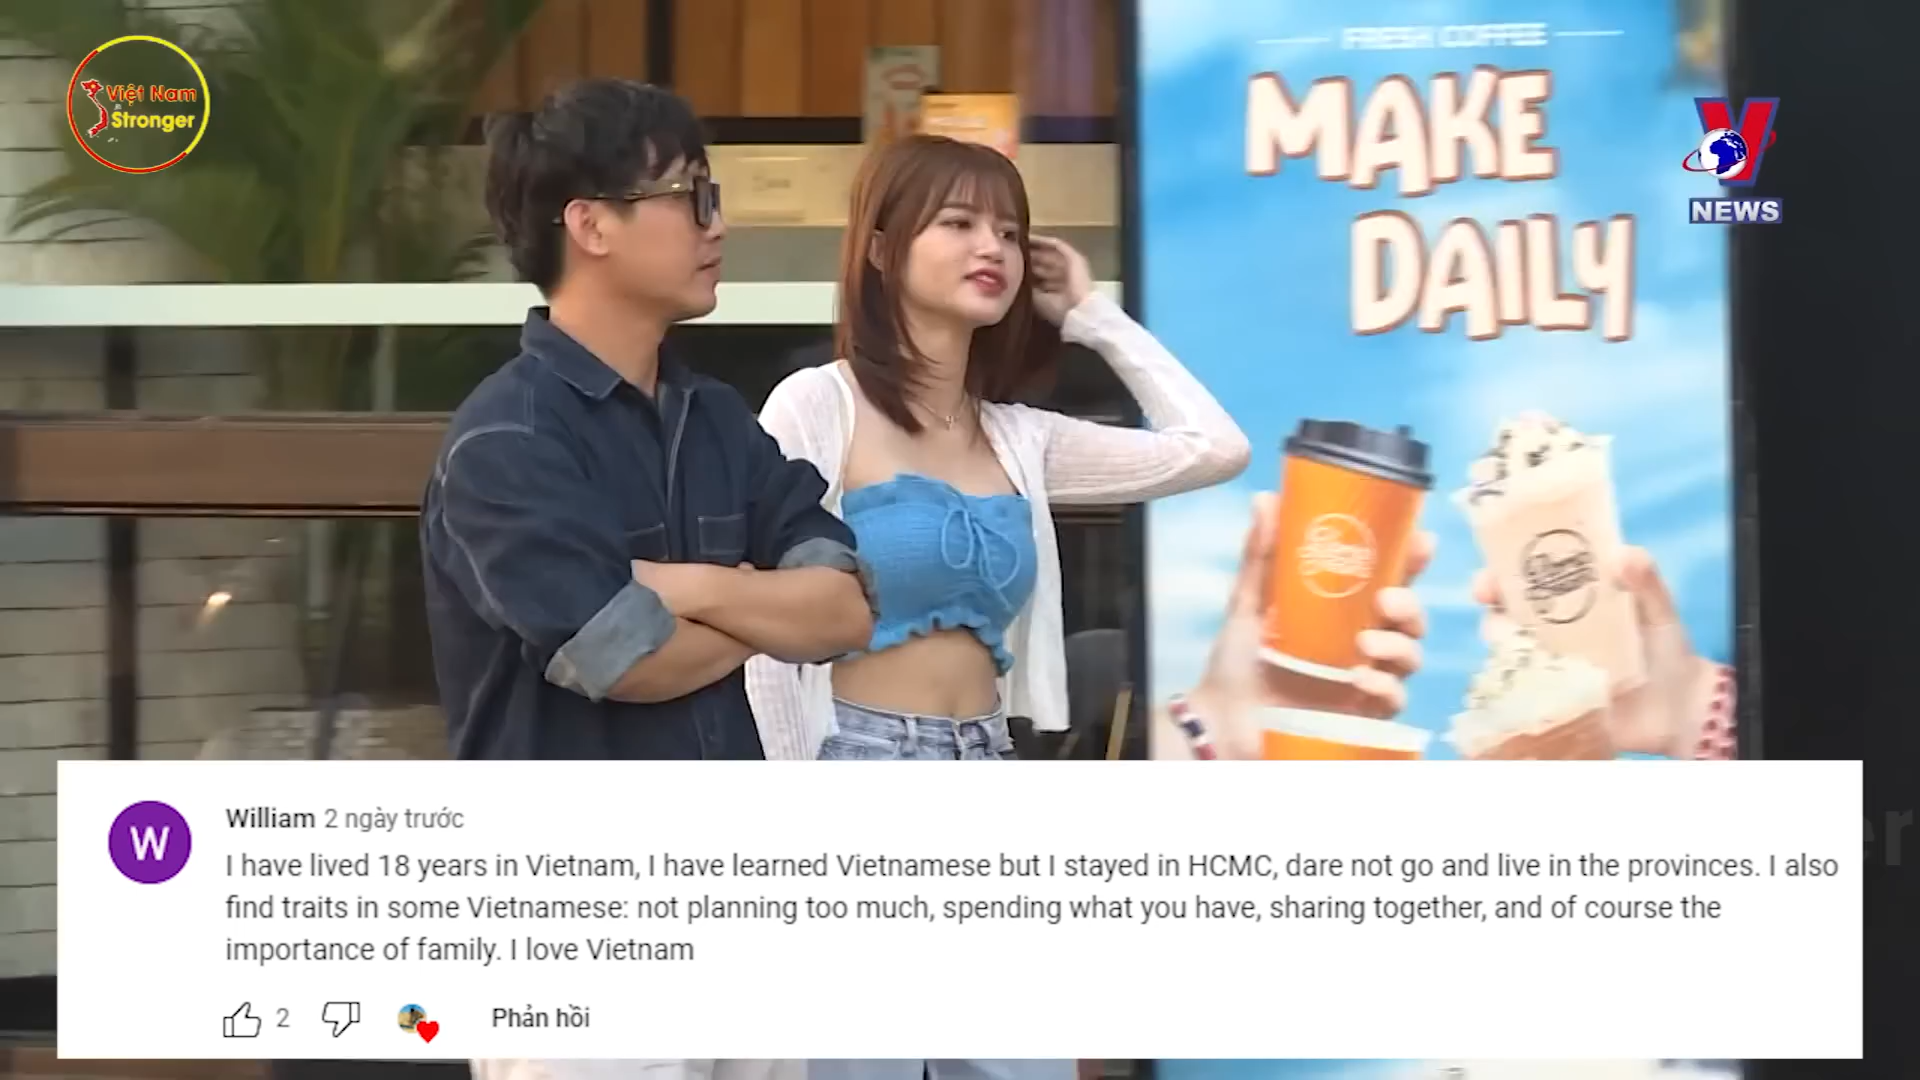 Việt Nam
Stronger
FRESH COFFEE
MAKE
DAILY
NEWS
W
William 2 ngày trước
I have lived 18 years in Vietnam, I have learned Vietnamese but I stayed in HCMC, dare not go and live in the provinces. I also
find traits in some Vietnamese: not planning too much, spending what you have, sharing together, and of course the
importance of family. I love Vietnam
2
Phản hồi